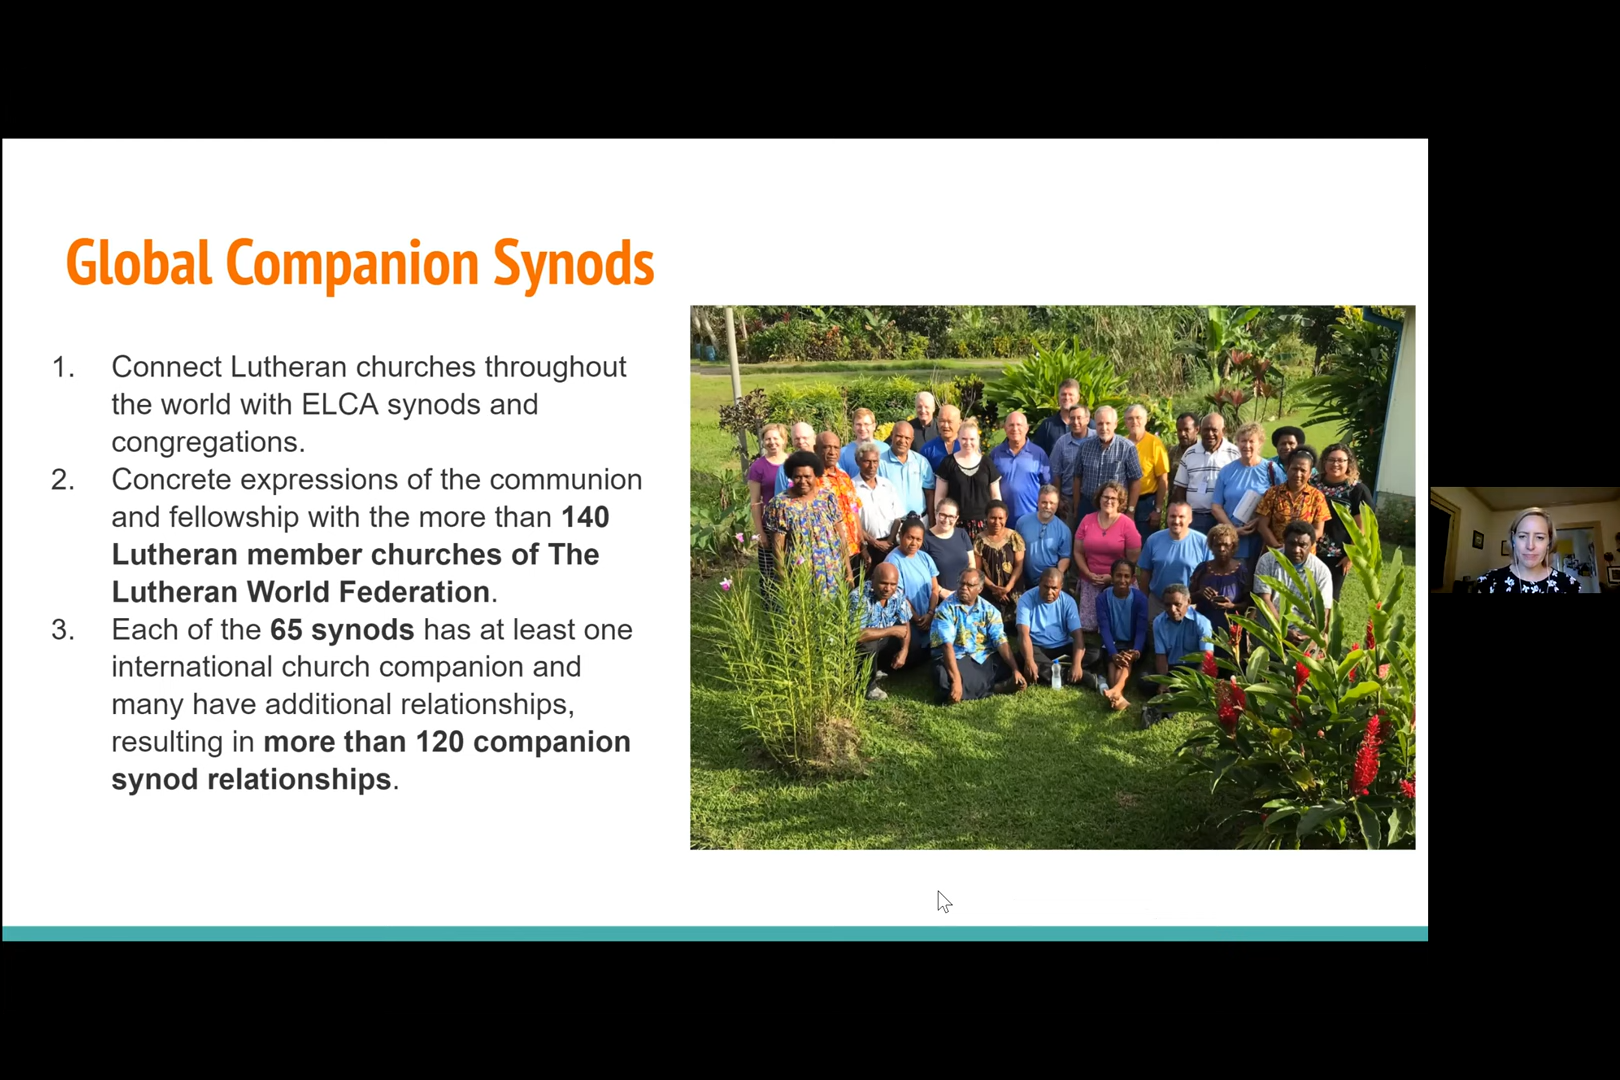 Global Companion Synods
1. Connect Lutheran churches throughout
the world with ELCA synods and
congregations.
2. Concrete expressions of the communion
and fellowship with the more than 140
Lutheran member churches of The
Lutheran World Federation.
3. Each of the 65 synods has at least one
international church companion and
many have additional relationships,
resulting in more than 120 companion
synod relationships.